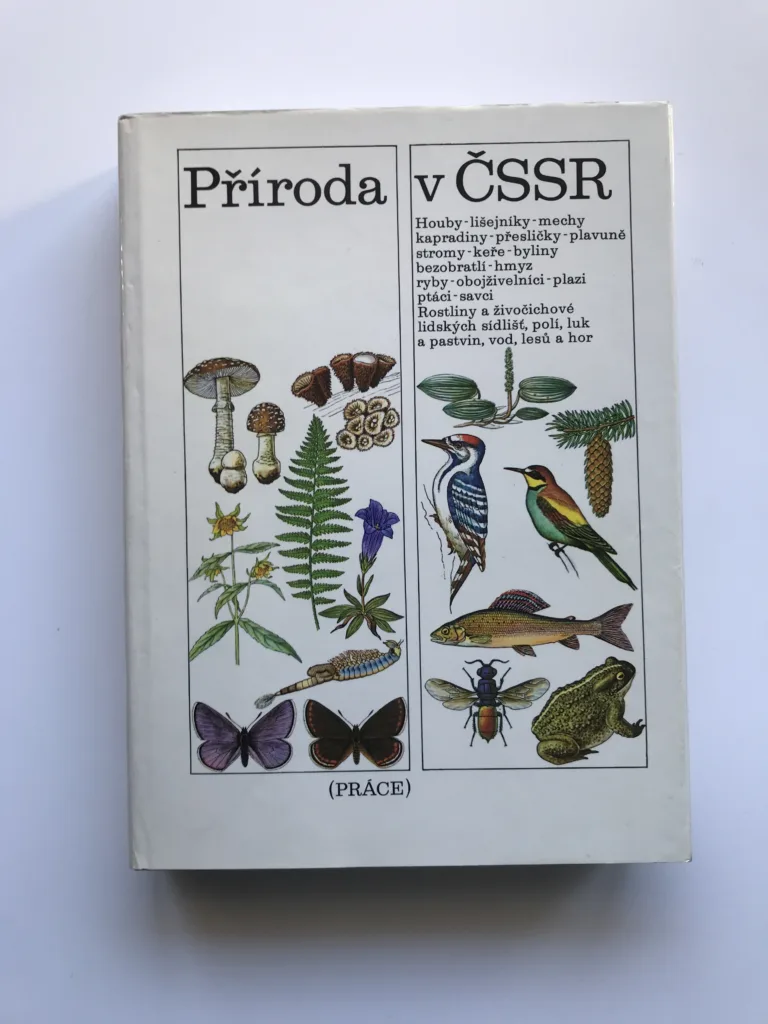 Příroda
v ČSSR
Houby-lišejníky-mechy
kapradiny-přesličky-plavuně
stromy-keře-byliny
bezobratlí-hmyz
ryby-obojživelníci-plazi
ptáci-savci
Rostliny a živočichové
lidských sídlišť, polí, luk
a pastvin, vod, lesů a hor
(PRÁCE)